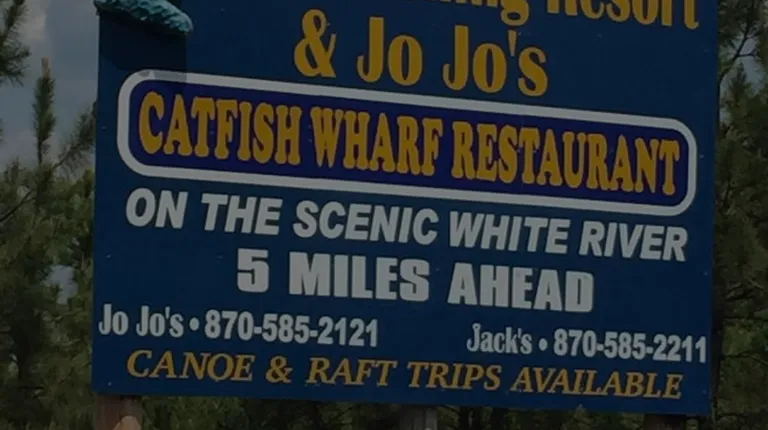 Resort
& Jo Jo's
CATFISH WHARF RESTAURANT
ON THE SCENIC WHITE RIVER
5 MILES AHEAD
Jo Jo's • 870-585-2121 Jack's • 870-585-2211
CANOE & RAFT TRIPS AVAILABLE